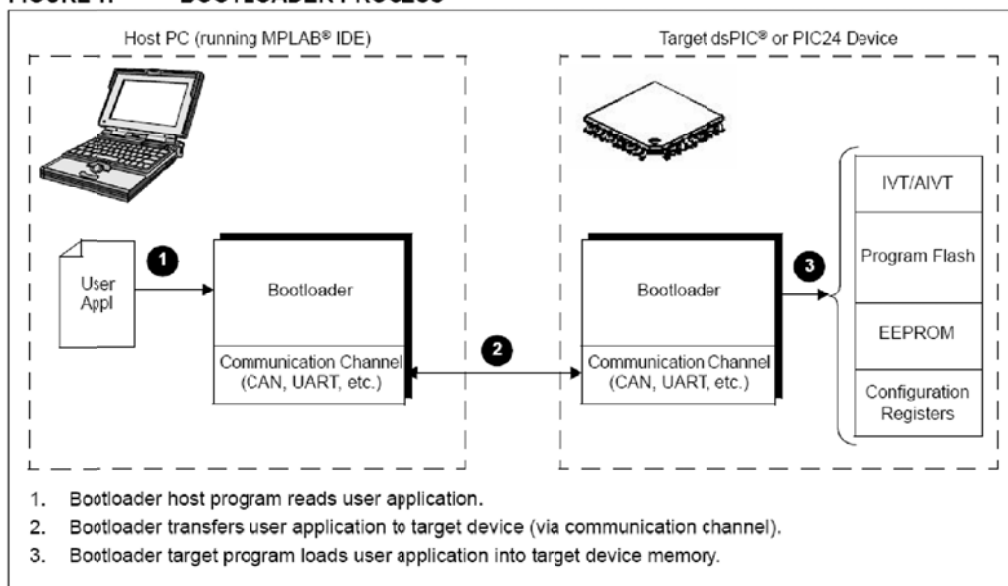 Host PC (running MPLAB® IDE)
Target dsPIC® or PIC24 Device
User
Appl
1
Bootloader
Communication Channel
(CAN, UART, etc.)
2
Bootloader
Communication Channel
(CAN, UART, etc.)
3
IVT/AIVT
Program Flash
EEPROM
Configuration
Registers
1. Bootloader host program reads user application.
2. Bootloader transfers user application to target device (via communication channel).
3. Bootloader target program loads user application into target device memory.